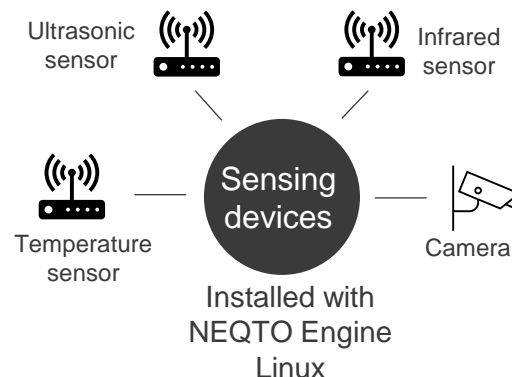 Ultrasonic
sensor
Infrared
sensor
Sensing
devices
Temperature
sensor
Camera
Installed with
NEQTO Engine
Linux